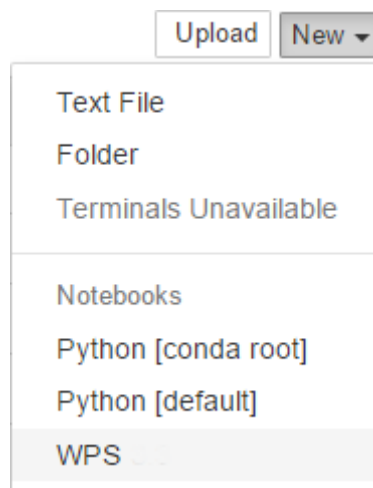 Upload New
Text File
Folder
Terminals Unavailable
Notebooks
Python [conda root]
Python [default]
WPS